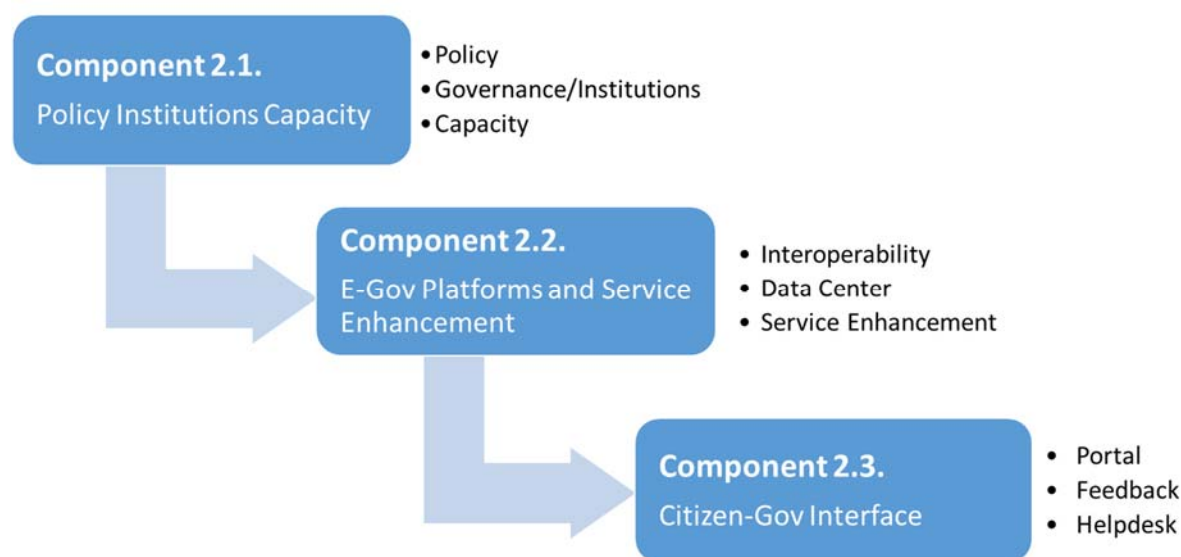 Component 2.1.
Policy Institutions Capacity
• Policy
• Governance/Institutions
• Capacity
Component 2.2.
E-Gov Platforms and Service
Enhancement
• Interoperability
• Data Center
• Service Enhancement
Component 2.3.
Citizen-Gov Interface
• Portal
• Feedback
• Helpdesk